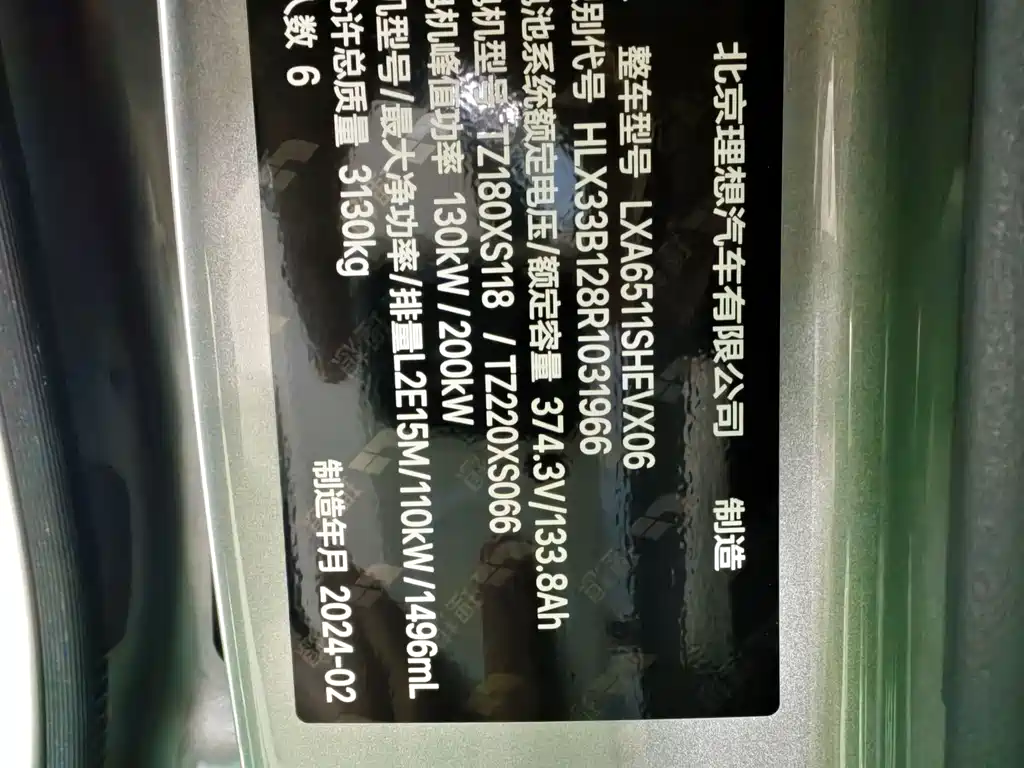 北京理想汽车有限公司 制造
整车型号 LXA6511SHEVX06
别代号 HLX33B128R1031966
池系统额定电压/额定容量 374.3V/133.8Ah
机型号 TZ180XS118 / TZ220XS066
机峰值功率 130kW/200kW
机型号/最大净功率/排量L2E15M/110kW/1496mL
允许总质量 3130kg
人数 6 制造年月 2024-02